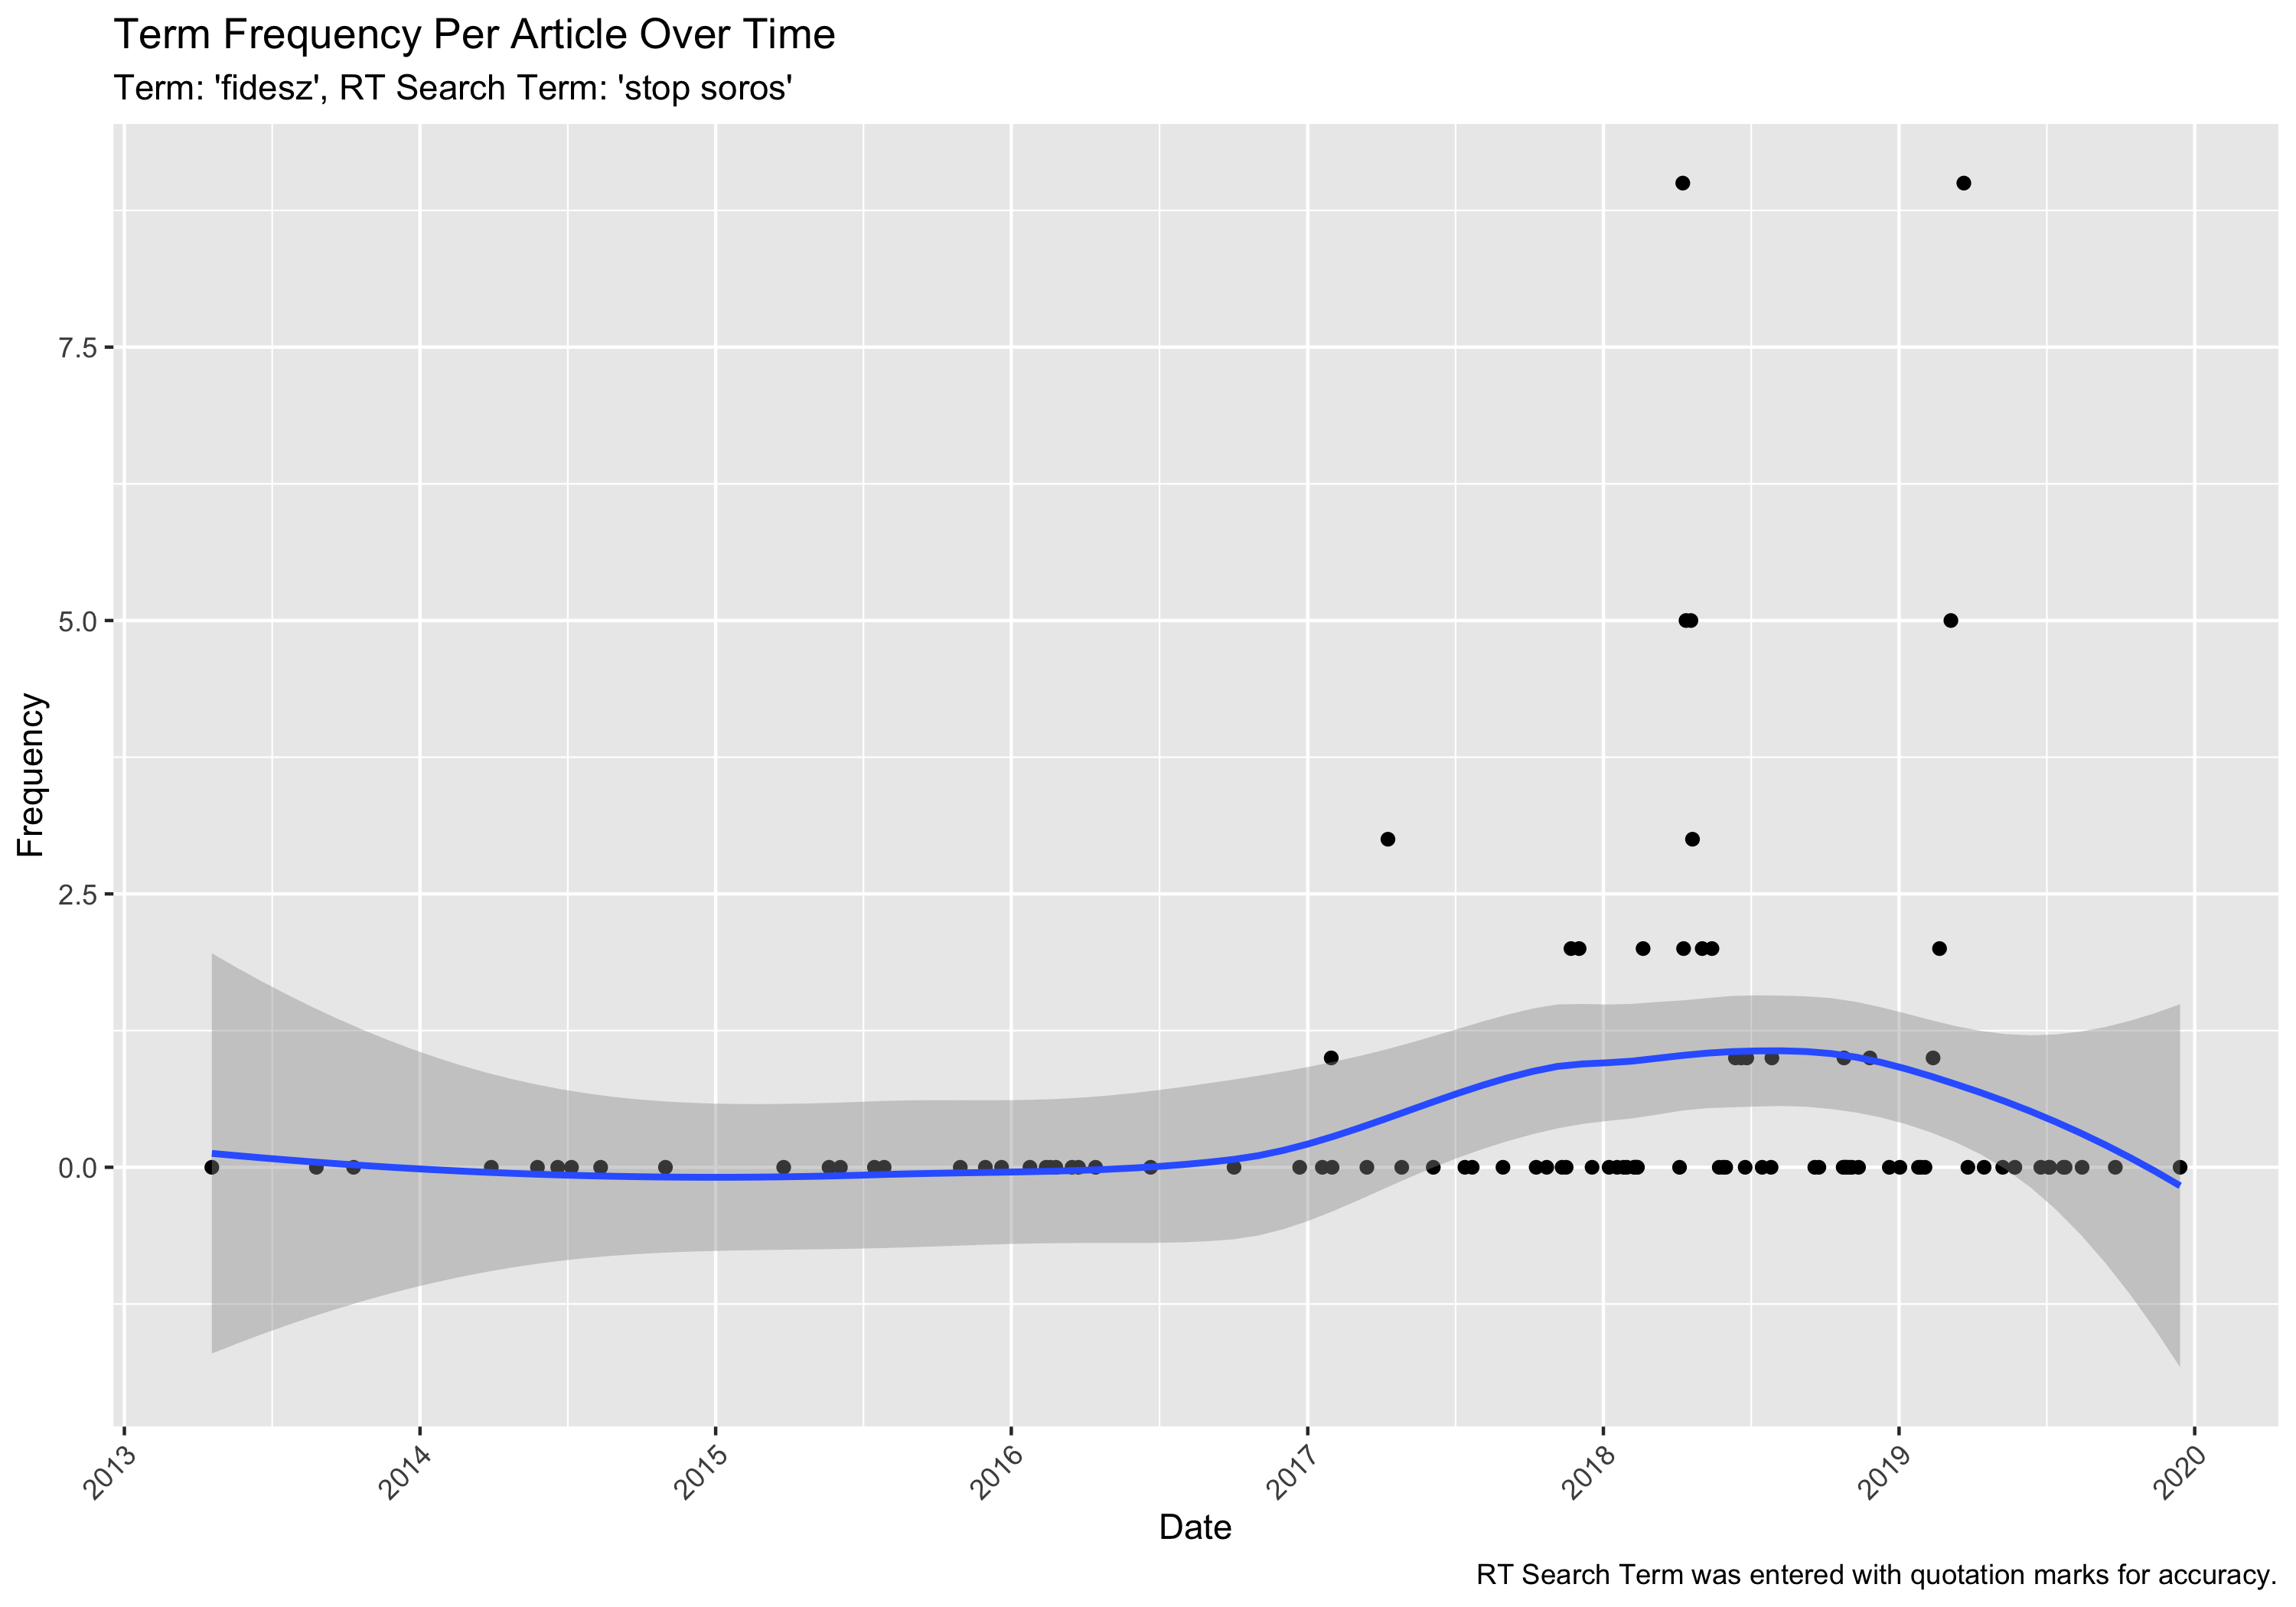 Term Frequency Per Article Over Time
Term: 'fidesz', RT Search Term: 'stop soros'
Frequency
7.5
5.0
2.5
0.0
2013
2014
2015
2016
2017
2018
2019
2020
Date
RT Search Term was entered with quotation marks for accuracy.